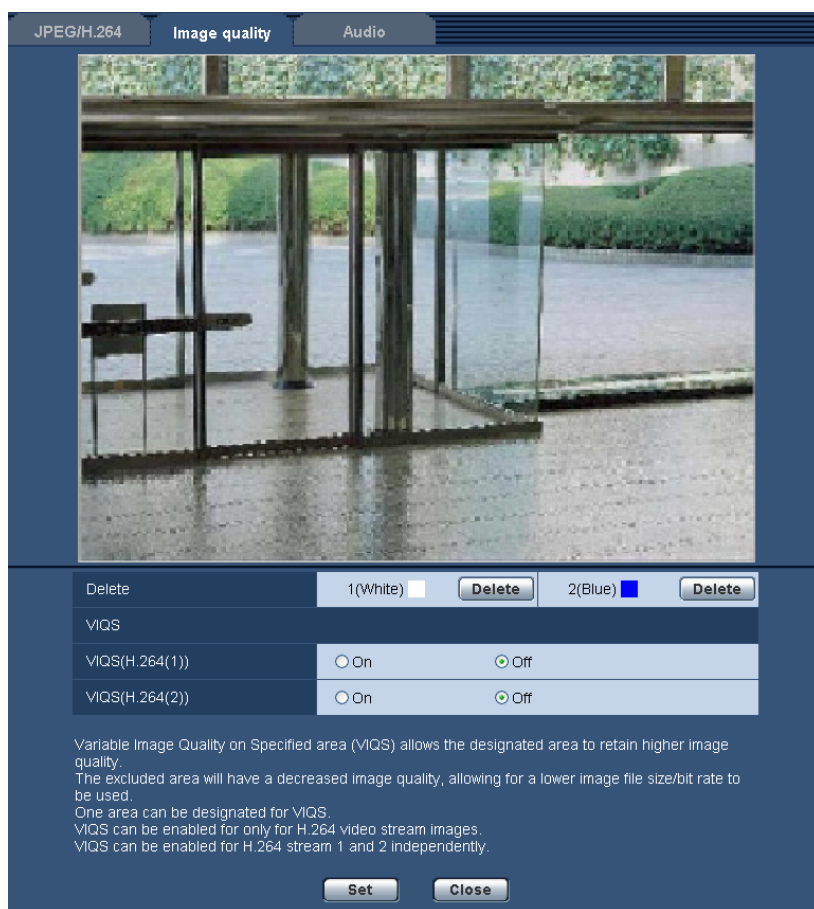 JPEG/H.264 Image quality Audio
Delete 1(White) Delete 2(Blue) Delete
VIQS
VIQS(H.264(1)) On Off
VIQS(H.264(2)) On Off
Variable Image Quality on Specified area (VIQS) allows the designated area to retain higher image
quality.
The excluded area will have a decreased image quality, allowing for a lower image file size/bit rate to
be used.
One area can be designated for VIQS.
VIQS can be enabled for only for H.264 video stream images.
VIQS can be enabled for H.264 stream 1 and 2 independently.
Set Close